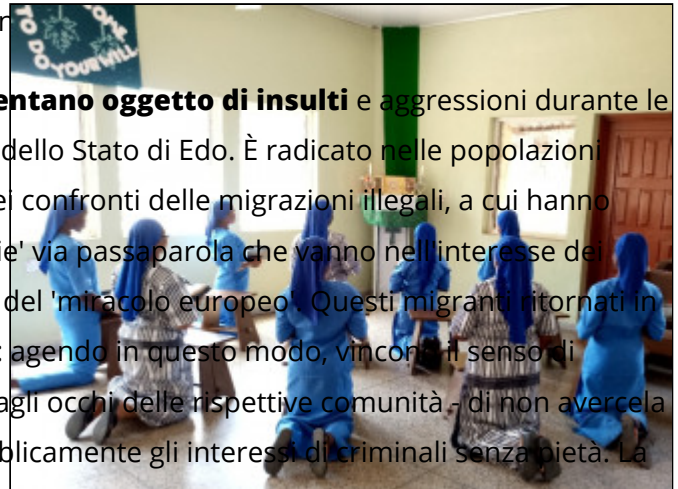 TO DO
YOUR WILL
entano oggetto di insulti e aggressioni durante le
dello Stato di Edo. È radicato nelle popolazioni
ei confronti delle migrazioni illegali, a cui hanno
ie' via passaparola che vanno nell'interesse dei
del 'miracolo europeo'. Questi migranti ritornati in
: agendo in questo modo, vincono il senso di
agli occhi delle rispettive comunità - di non avercela
blicamente gli interessi di criminali senza pietà. La